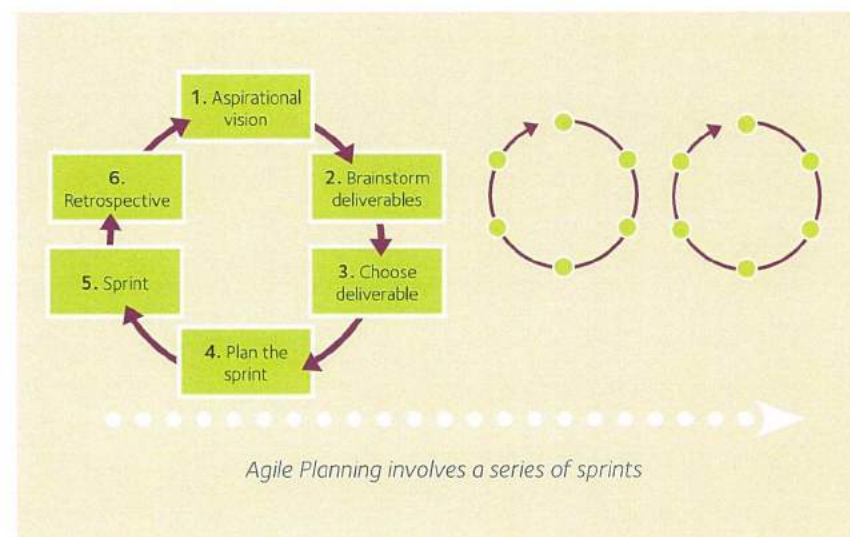 1. Aspirational
vision
2. Brainstorm
deliverables
3. Choose
deliverable
4. Plan the
sprint
5. Sprint
6.
Retrospective
Agile Planning involves a series of sprints